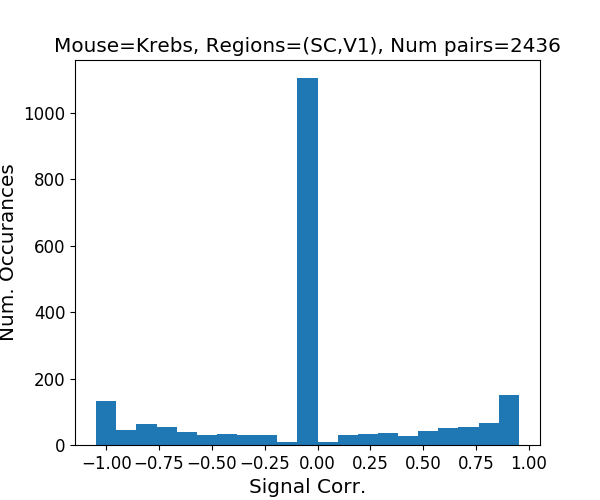 Mouse=Krebs, Regions=(SC,V1), Num pairs=2436
Num. Occurances
1000
800
600
400
200
0
−1.00 −0.75 −0.50 −0.25 0.00 0.25 0.50 0.75 1.00
Signal Corr.